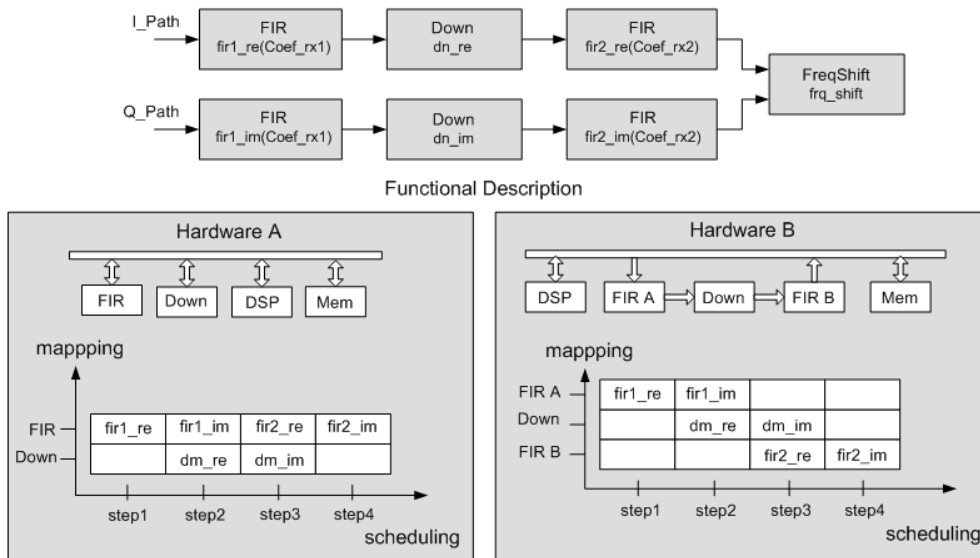 I_Path
FIR
fir1_re(Coef_rx1)
Down
dn_re
FIR
fir2_re(Coef_rx2)
FreqShift
frq_shift
Q_Path
FIR
fir1_im(Coef_rx1)
Down
dn_im
FIR
fir2_im(Coef_rx2)
Functional Description
Hardware A
FIR
Down
DSP
Mem
mappping
FIR
fir1_re
fir1_im
fir2_re
fir2_im
Down
dm_re
dm_im
step1
step2
step3
step4
scheduling
Hardware B
DSP
FIR A
Down
FIR B
Mem
mappping
FIR A
fir1_re
fir1_im
Down
dm_re
dm_im
FIR B
fir2_re
fir2_im
step1
step2
step3
step4
scheduling